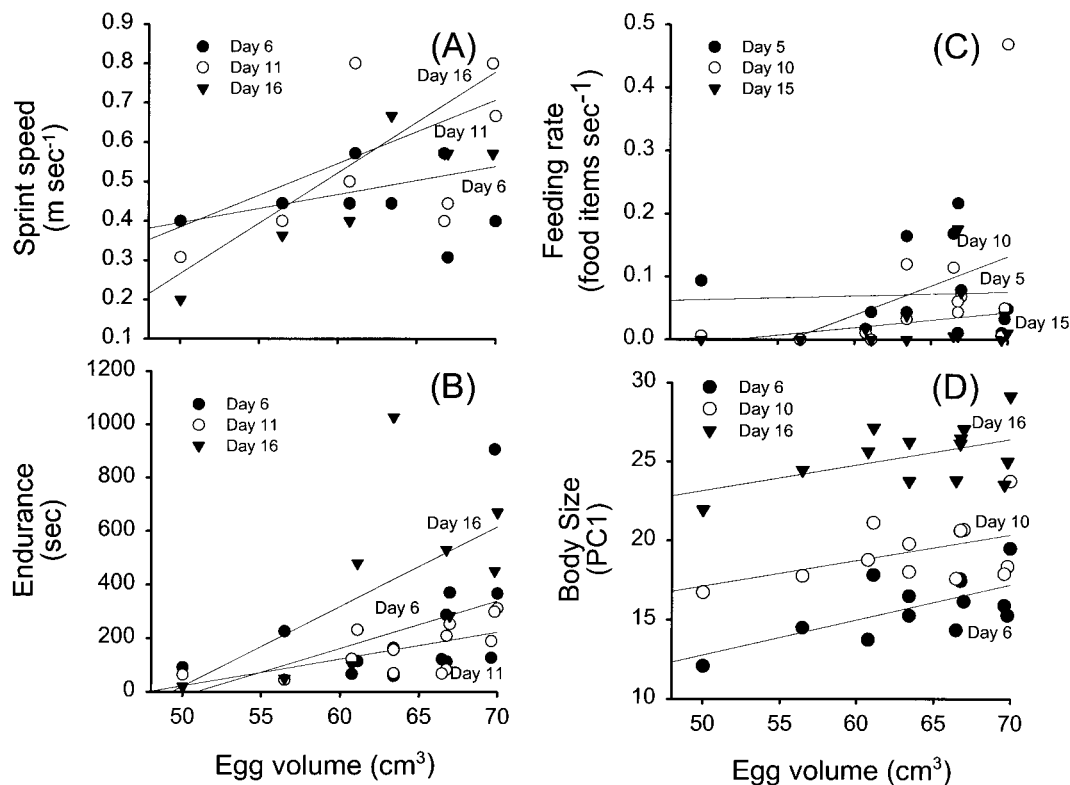 (A)
Sprint speed
(m sec-1)
0.9
0.8
0.7
0.6
0.5
0.4
0.3
0.2
0.1
Day 6
Day 11
Day 16
Day 16
Day 11
Day 6
(C)
Feeding rate
(food items sec-1)
0.5
0.4
0.3
0.2
0.1
0.0
Day 5
Day 10
Day 15
Day 10
Day 5
Day 15
(B)
Endurance
(sec)
1200
1000
800
600
400
200
0
Day 6
Day 11
Day 16
Day 16
Day 6
Day 11
50 55 60 65 70
Egg volume (cm3)
(D)
Body Size
(PC1)
30
25
20
15
10
Day 6
Day 10
Day 16
Day 16
Day 10
Day 6
50 55 60 65 70
Egg volume (cm3)